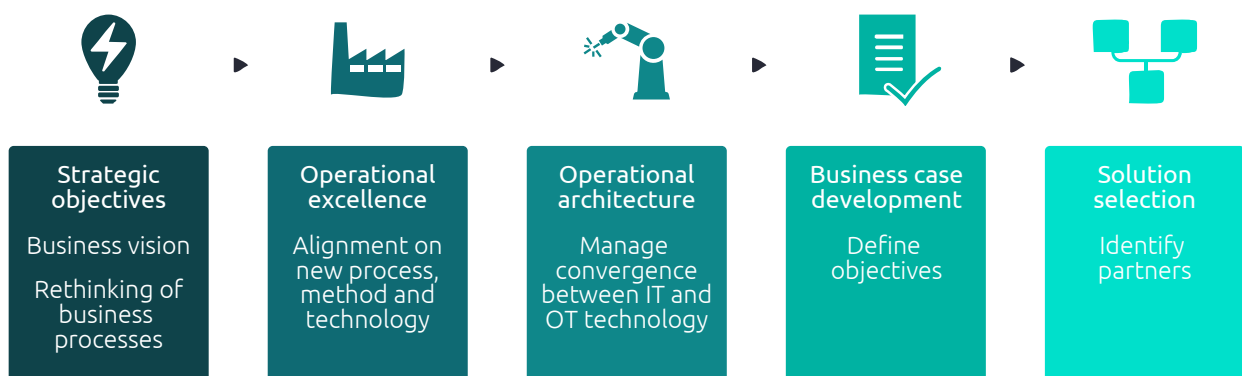 Strategic
objectives
Business vision
Rethinking of
business
processes
Operational
excellence
Alignment on
new process,
method and
technology
Operational
architecture
Manage
convergence
between IT and
OT technology
Business case
development
Define
objectives
Solution
selection
Identify
partners